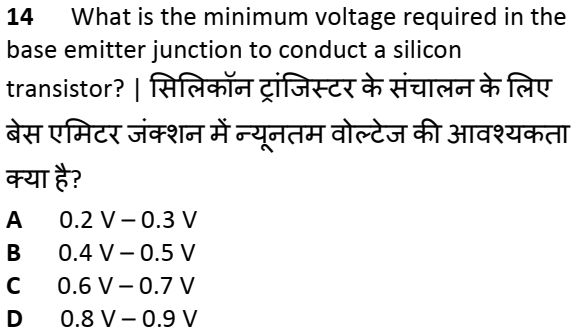 14 What is the minimum voltage required in the
base emitter junction to conduct a silicon
transistor? | सिलिकॉन ट्रांजिस्टर के संचालन के लिए
बेस एमिटर जंक्शन में न्यूनतम वोल्टेज की आवश्यकता
क्या है?
A 0.2 V – 0.3 V
B 0.4 V – 0.5 V
C 0.6 V – 0.7 V
D 0.8 V – 0.9 V